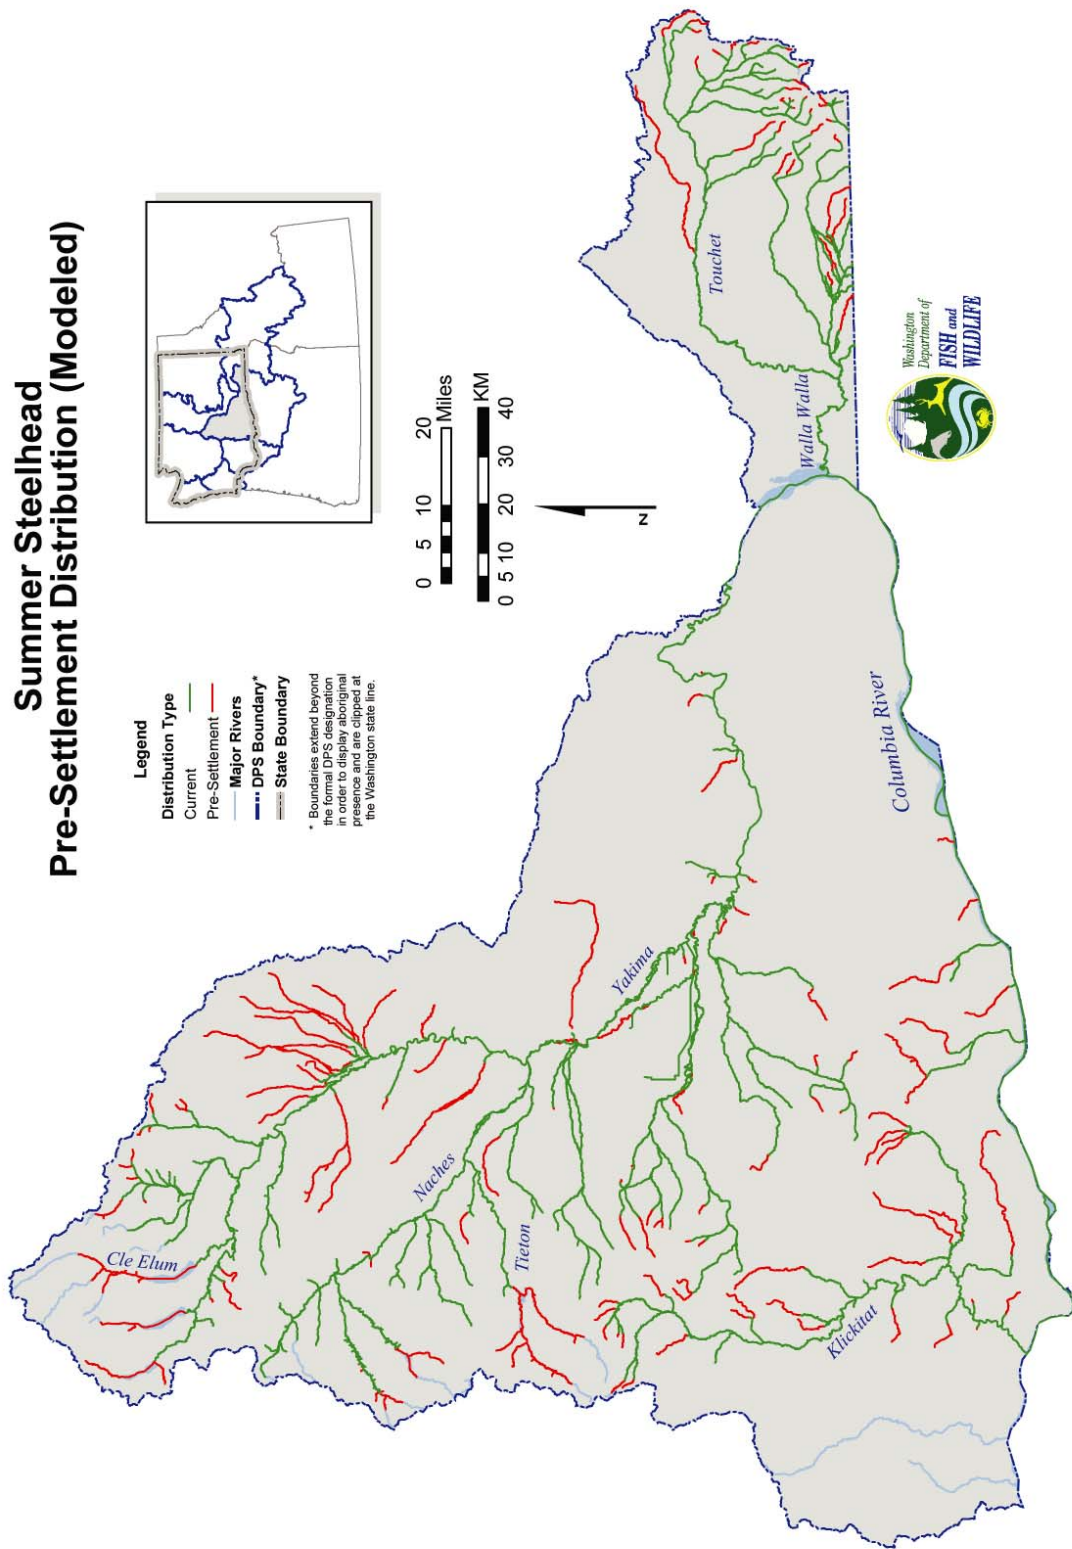 Summer Steelhead
Pre-Settlement Distribution (Modeled)
Legend
Distribution Type
Current
Pre-Settlement
Major Rivers
DPS Boundary*
State Boundary
* Boundaries extend beyond
the formal DPS designation
in order to display aboriginal
presence and are clipped at
the Washington state line.
0 5 10 20
Miles
KM
0 5 10 20 30 40
N
Cle Elum
Naches
Tieton
Yakima
Klickitat
Columbia River
Walla Walla
Touchet
Washington
Department of
FISH and
WILDLIFE